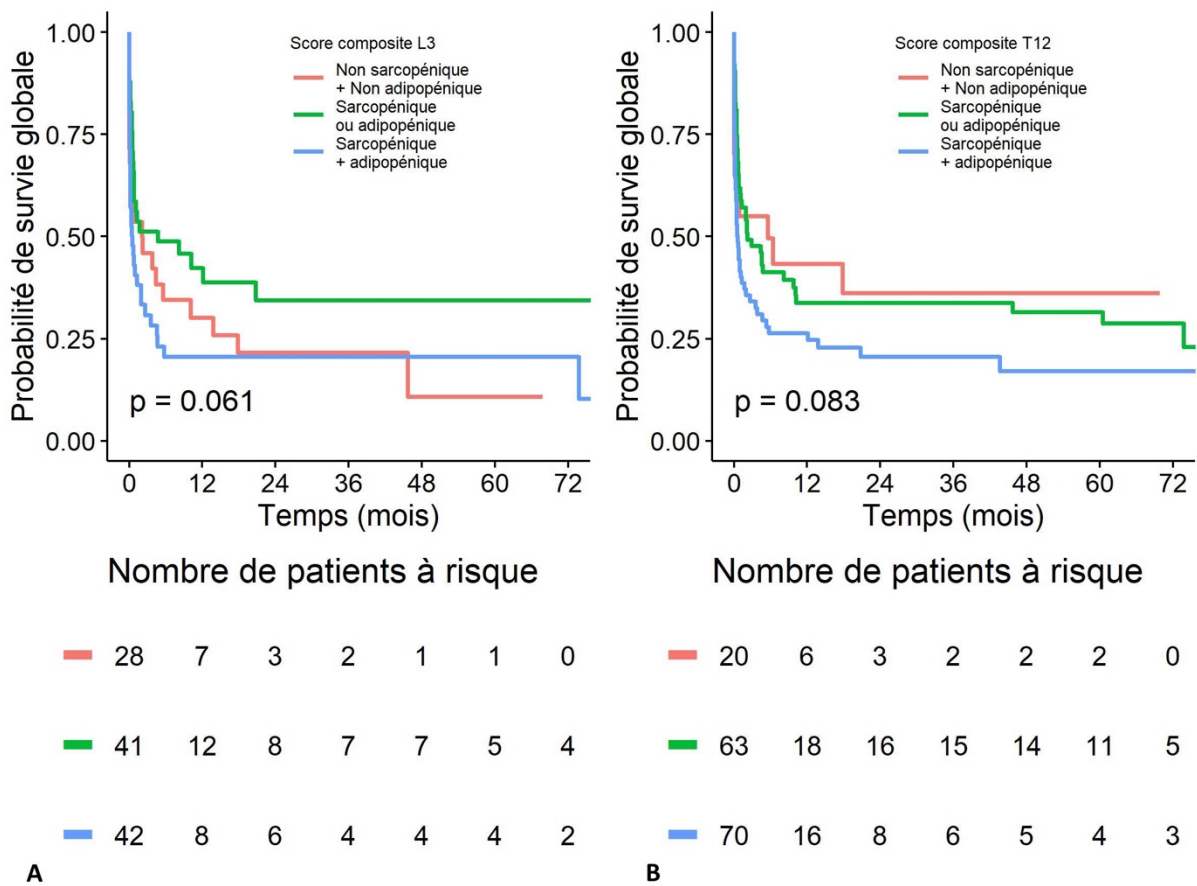 Probabilité de survie globale
1.00
0.75
0.50
0.25
0.00
Score composite L3
Non sarcopénique
+ Non adipopénique
Sarcopénique
ou adipopénique
Sarcopénique
+ adipopénique
p = 0.061
0 12 24 36 48 60 72
Temps (mois)
Nombre de patients à risque
28 7 3 2 1 1 0
41 12 8 7 7 5 4
42 8 6 4 4 4 2
A
Probabilité de survie globale
1.00
0.75
0.50
0.25
0.00
Score composite T12
Non sarcopénique
+ Non adipopénique
Sarcopénique
ou adipopénique
Sarcopénique
+ adipopénique
p = 0.083
0 12 24 36 48 60 72
Temps (mois)
Nombre de patients à risque
20 6 3 2 2 2 0
63 18 16 15 14 11 5
70 16 8 6 5 4 3
B